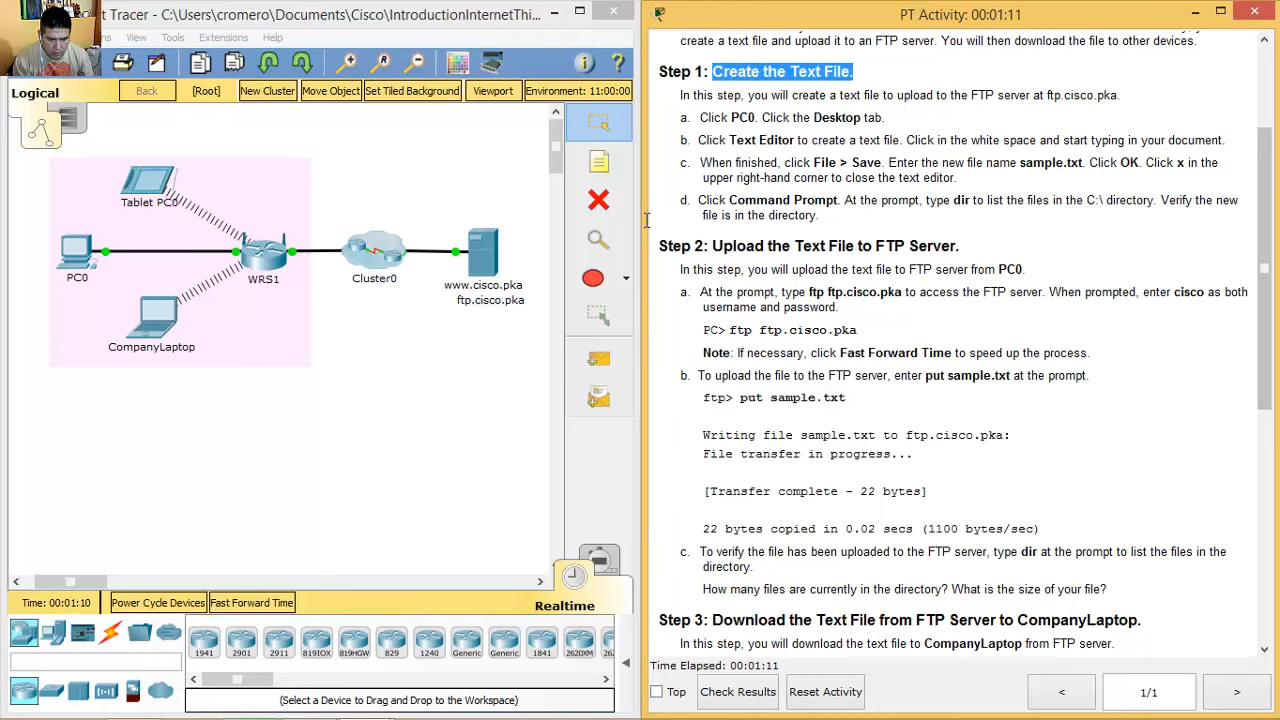 t Tracer - C:\Users\cromero\Documents\Cisco\IntroductionInternetThi...
View Tools Extensions Help
Logical
Back
[Root]
New Cluster
Move Object
Set Tiled Background
Viewport
Environment: 11:00:00
Tablet PC0
PC0
WRS1
Cluster0
www.cisco.pka
ftp.cisco.pka
CompanyLaptop
Time: 00:01:10
Power Cycle Devices
Fast Forward Time
Realtime
1941
2901
2911
819IOX
819HGW
829
1240
Generic
Generic
1841
2620XM
262
(Select a Device to Drag and Drop to the Workspace)
PT Activity: 00:01:11
create a text file and upload it to an FTP server. You will then download the file to other devices.
Step 1: Create the Text File.
In this step, you will create a text file to upload to the FTP server at ftp.cisco.pka.
a. Click PC0. Click the Desktop tab.
b. Click Text Editor to create a text file. Click in the white space and start typing in your document.
c. When finished, click File > Save. Enter the new file name sample.txt. Click OK. Click x in the
upper right-hand corner to close the text editor.
d. Click Command Prompt. At the prompt, type dir to list the files in the C:\ directory. Verify the new
file is in the directory.
Step 2: Upload the Text File to FTP Server.
In this step, you will upload the text file to FTP server from PC0.
a. At the prompt, type ftp ftp.cisco.pka to access the FTP server. When prompted, enter cisco as both
username and password.
PC> ftp ftp.cisco.pka
Note: If necessary, click Fast Forward Time to speed up the process.
b. To upload the file to the FTP server, enter put sample.txt at the prompt.
ftp> put sample.txt
Writing file sample.txt to ftp.cisco.pka:
File transfer in progress...
[Transfer complete - 22 bytes]
22 bytes copied in 0.02 secs (1100 bytes/sec)
c. To verify the file has been uploaded to the FTP server, type dir at the prompt to list the files in the
directory.
How many files are currently in the directory? What is the size of your file?
Step 3: Download the Text File from FTP Server to CompanyLaptop.
In this step, you will download the text file to CompanyLaptop from FTP server.
Time Elapsed: 00:01:11
Top
Check Results
Reset Activity
<
1/1
>